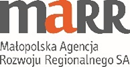 maRR
Małopolska Agencja
Rozwoju Regionalnego SA